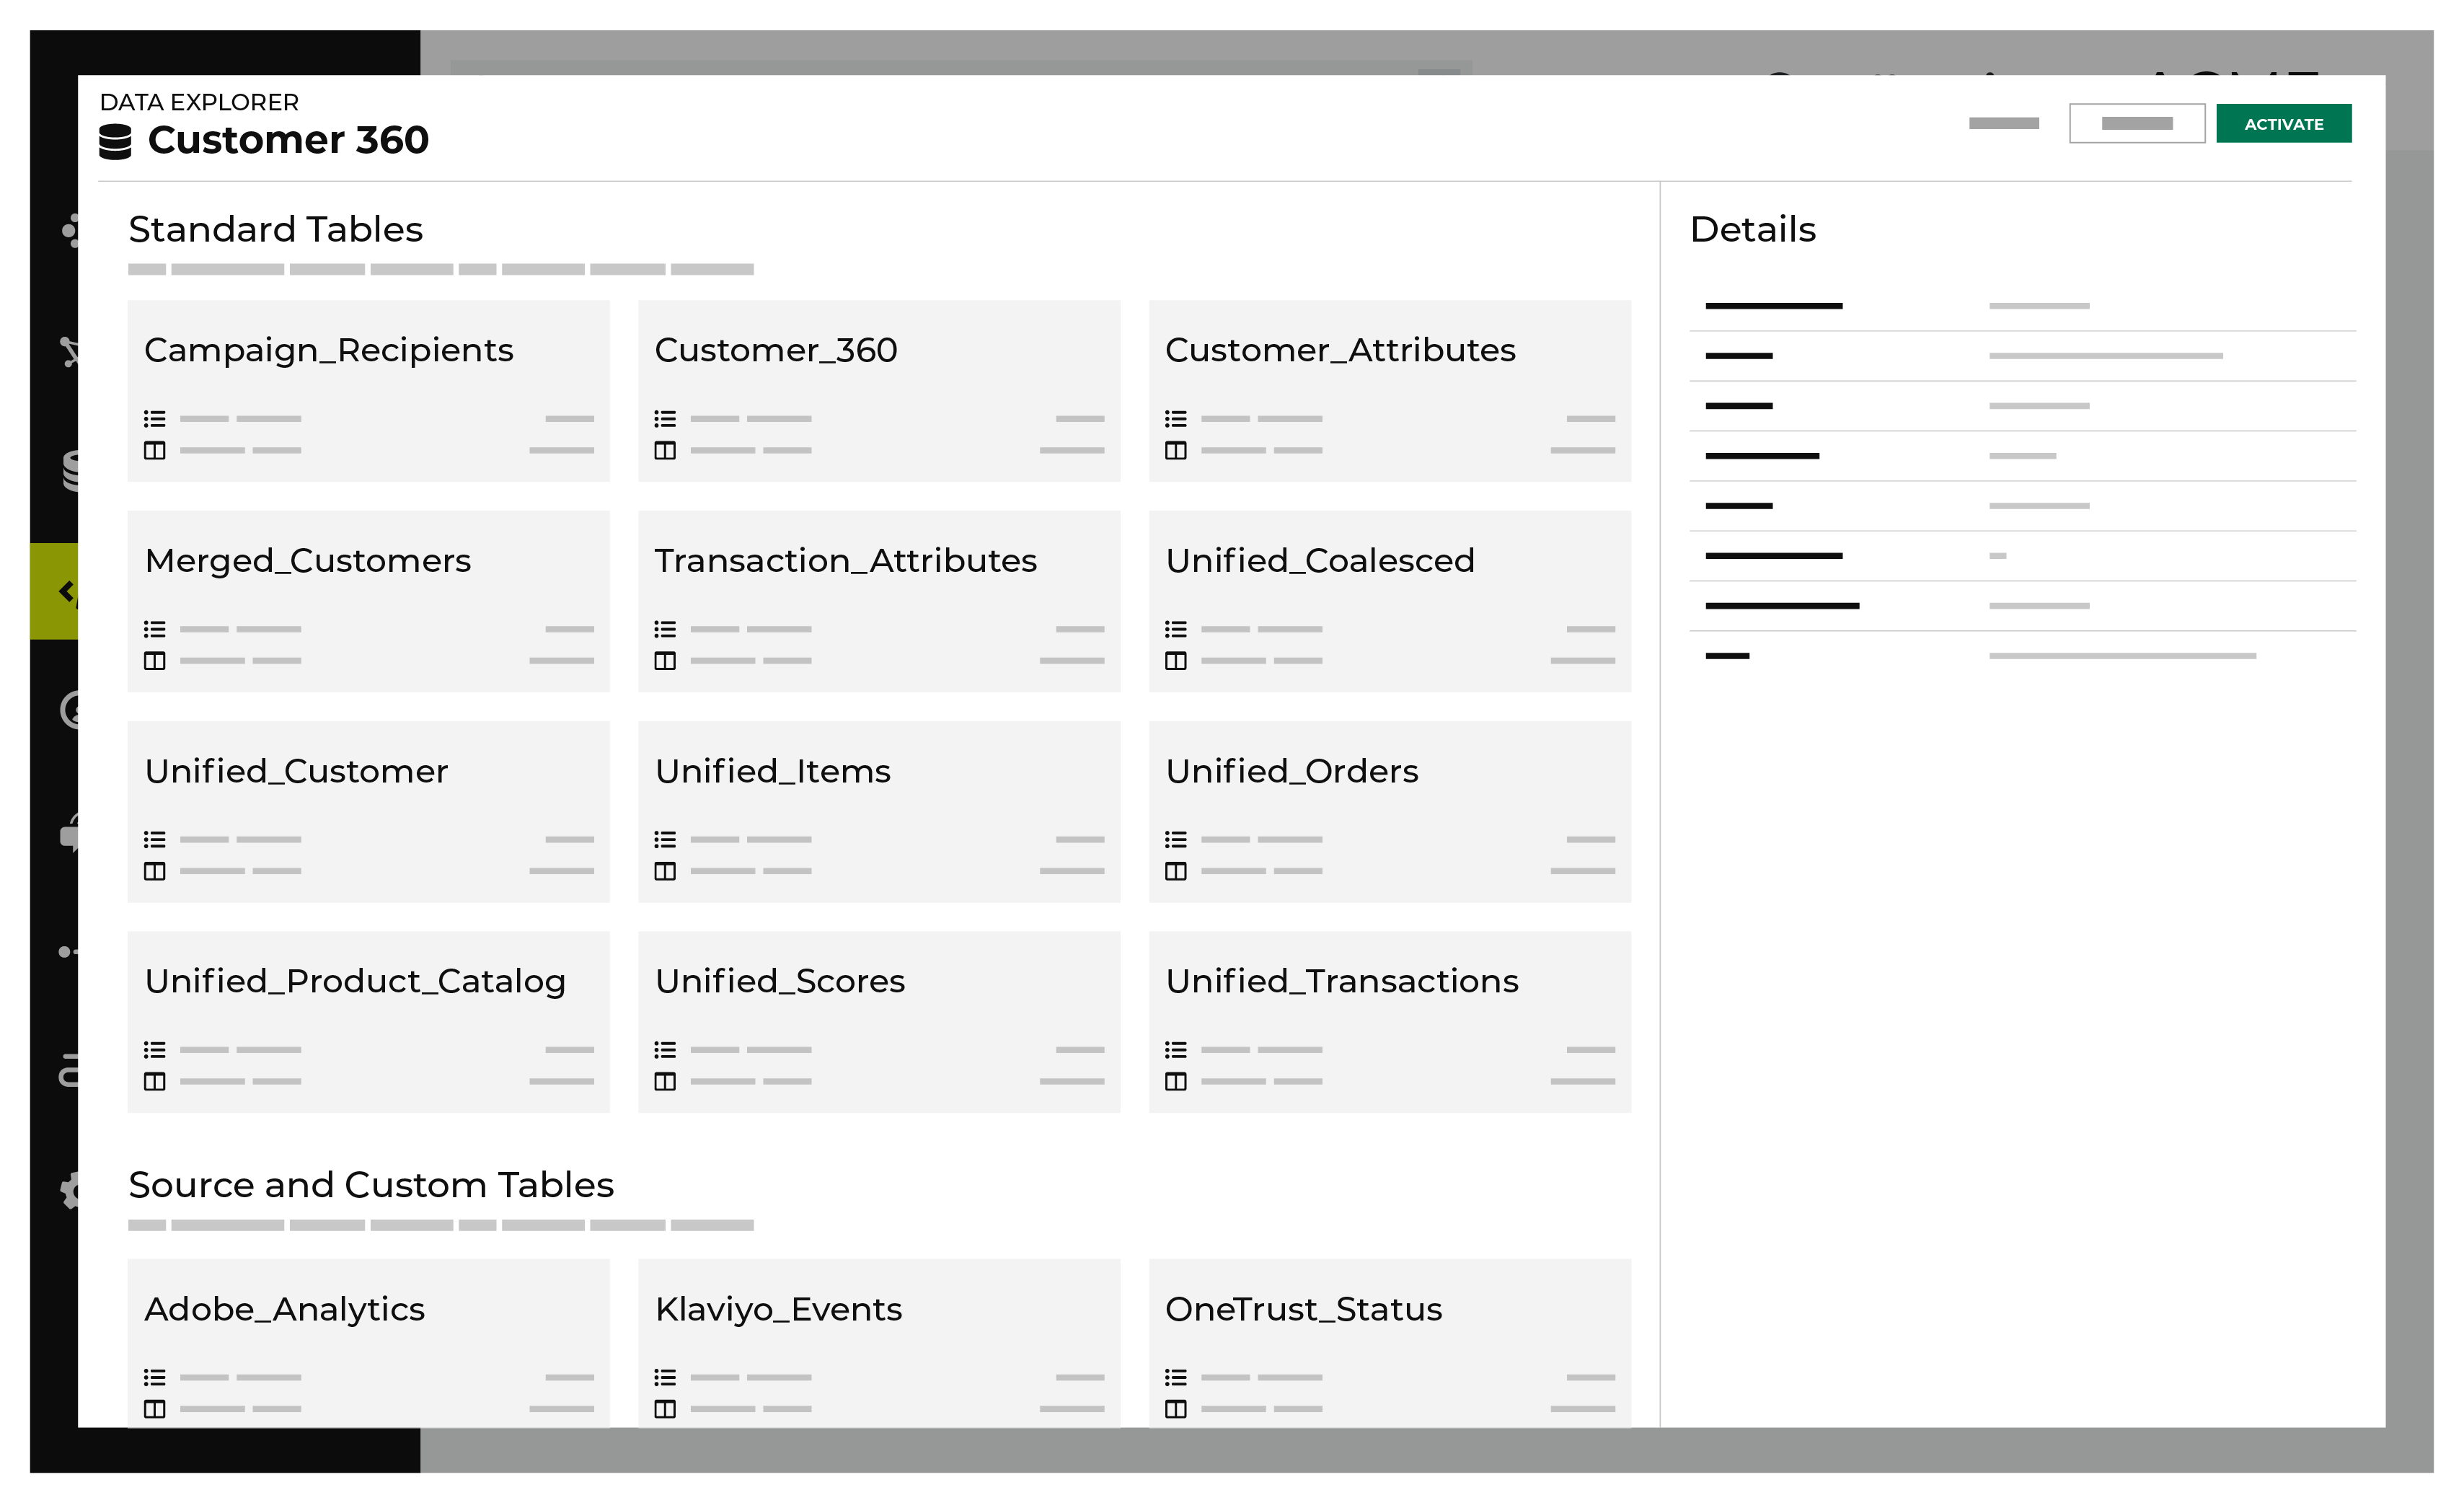 DATA EXPLORER
Customer 360
ACTIVATE
Standard Tables
Details
Campaign_Recipients
Customer_360
Customer_Attributes
Merged_Customers
Transaction_Attributes
Unified_Coalesced
Unified_Customer
Unified_Items
Unified_Orders
Unified_Product_Catalog
Unified_Scores
Unified_Transactions
Source and Custom Tables
Adobe_Analytics
Klaviyo_Events
OneTrust_Status